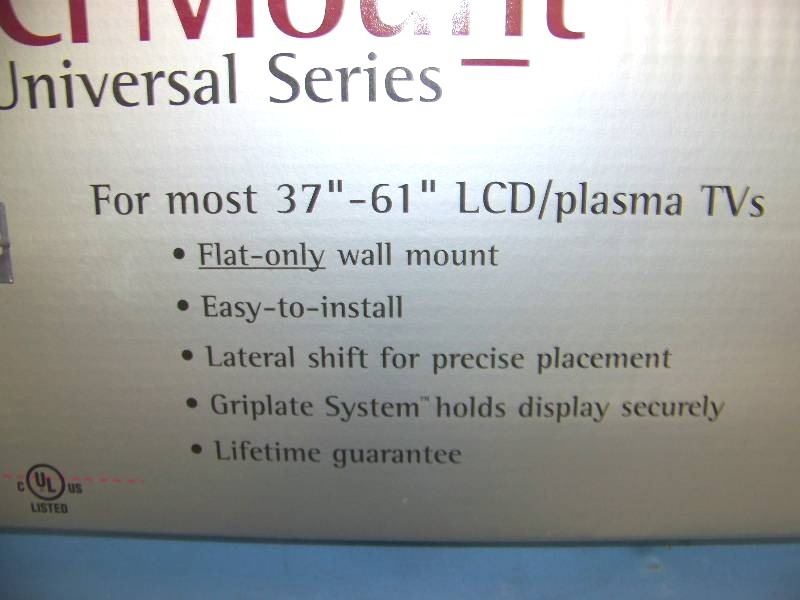 Mount
Universal Series
For most 37"-61" LCD/plasma TVs
• Flat-only wall mount
• Easy-to-install
• Lateral shift for precise placement
• Griplate System™ holds display securely
• Lifetime guarantee
C UL US
LISTED